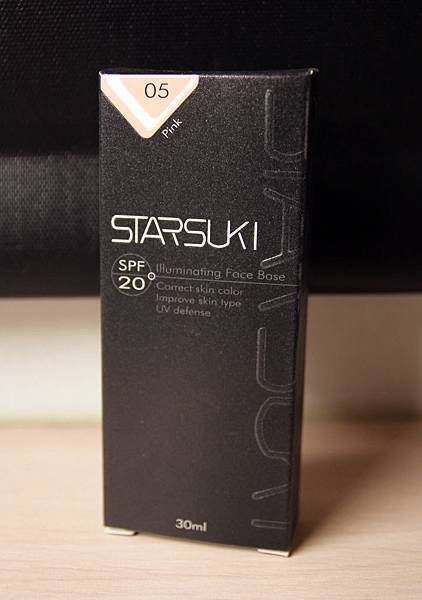 05
Pink
STARSUKI
SPF
20
Illuminating Face Base
Correct skin color
Improve skin type
UV defense
30ml